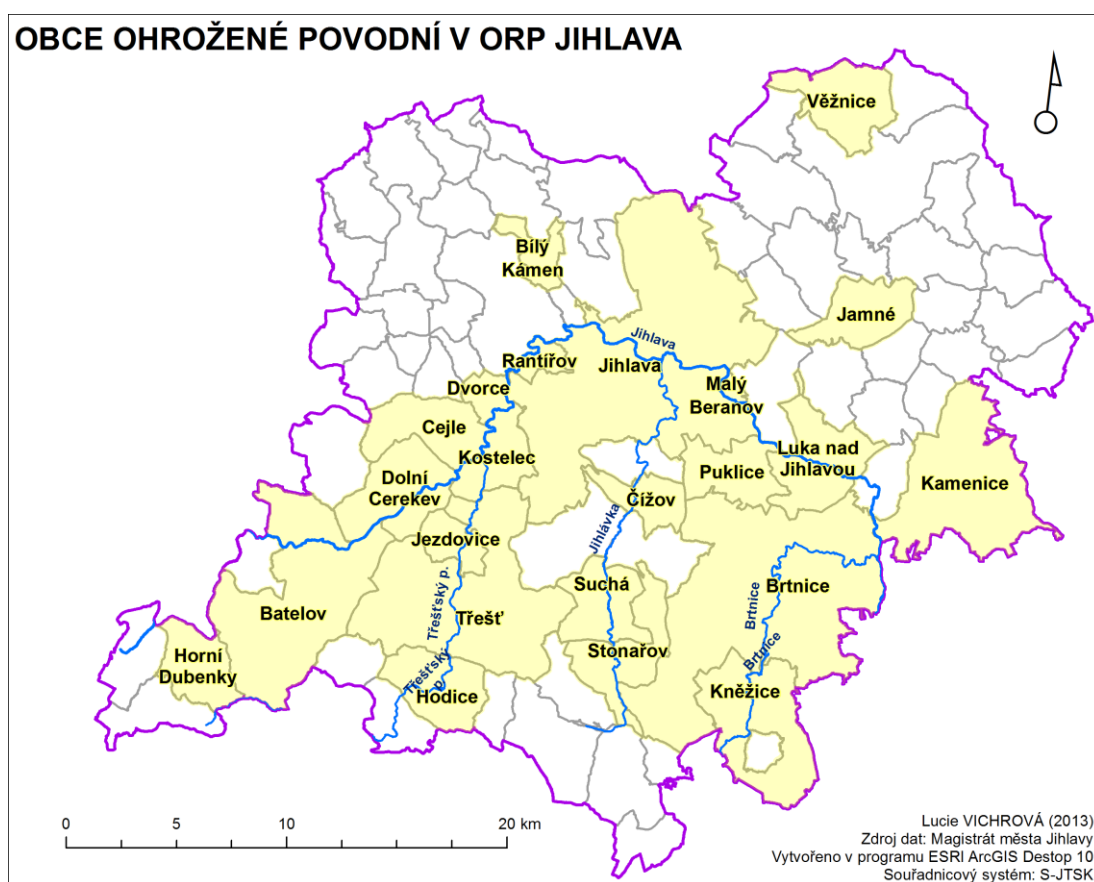 OBCE OHROŽENÉ POVODNÍ V ORP JIHLAVA
Věžnice
Bílý
Kámen
Jamné
Jihlava
Rantířov
Jihlava
Dvorce
Malý
Beranov
Cejle
Kostelec
Luka nad
Jihlavou
Dolní
Cerekev
Puklice
Kamenice
Čížov
Jezdovice
Jihlávka
Třešťský p.
Suchá
Brtnice
Brtnice
Batelov
Třešť
Stonařov
Brtnice
Horní
Dubenky
Třešťský
p.
Hodice
Kněžice
0 5 10 20 km
Lucie VICHROVÁ (2013)
Zdroj dat: Magistrát města Jihlavy
Vytvořeno v programu ESRI ArcGIS Destop 10
Souřadnicový systém: S-JTSK